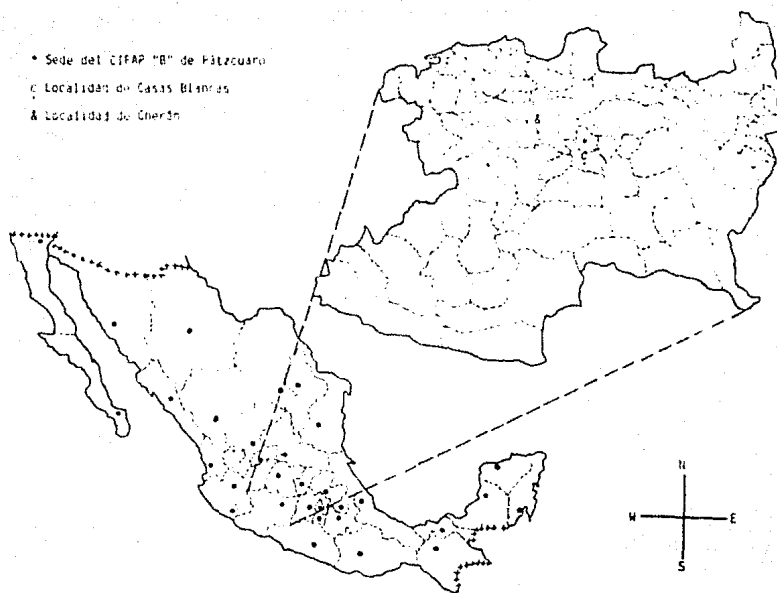 * Sede del CIFAP "B" de Pátzcuaro
c Localidad de Casas Blancas
& Localidad de Cherán
&
*
C
N
W E
S